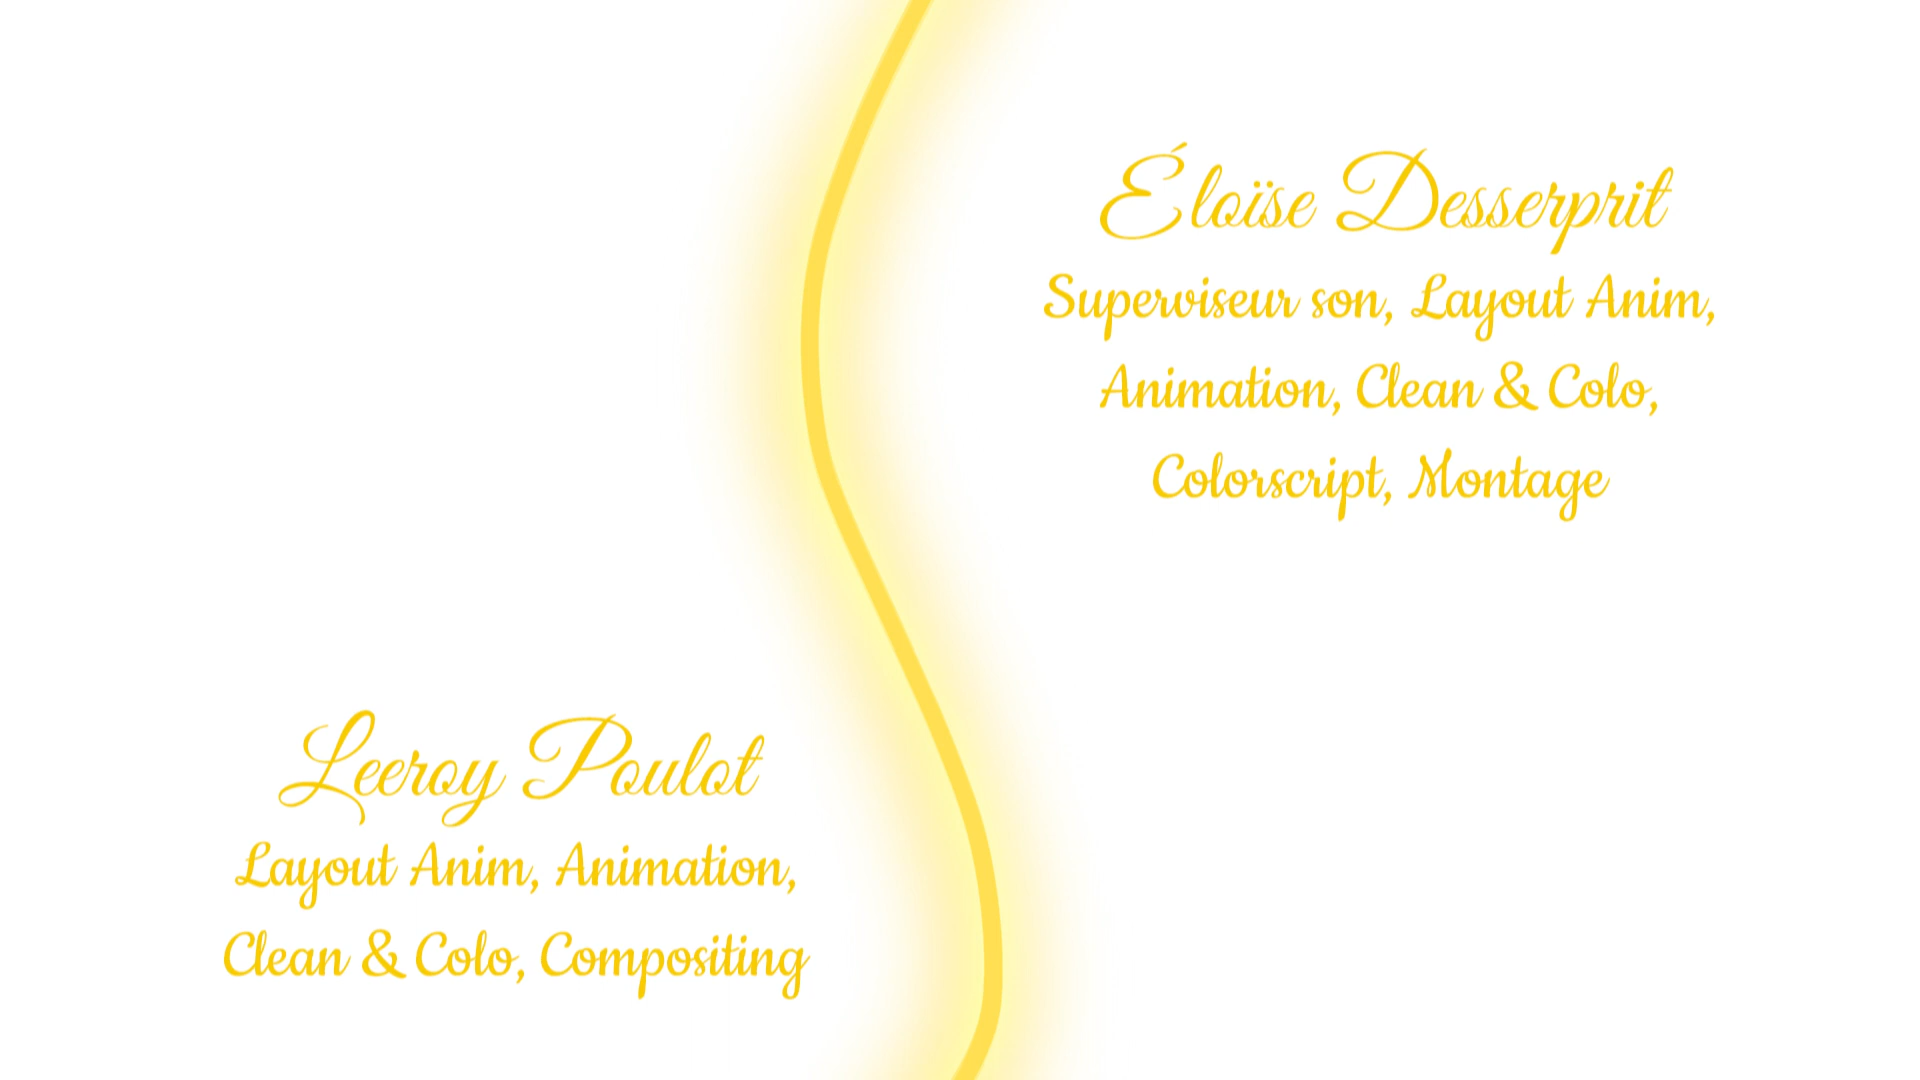 Éloïse Desserprit
Superviseur son, Layout Anim,
Animation, Clean & Colo,
Colorscript, Montage
Leeroy Poulot
Layout Anim, Animation,
Clean & Colo, Compositing